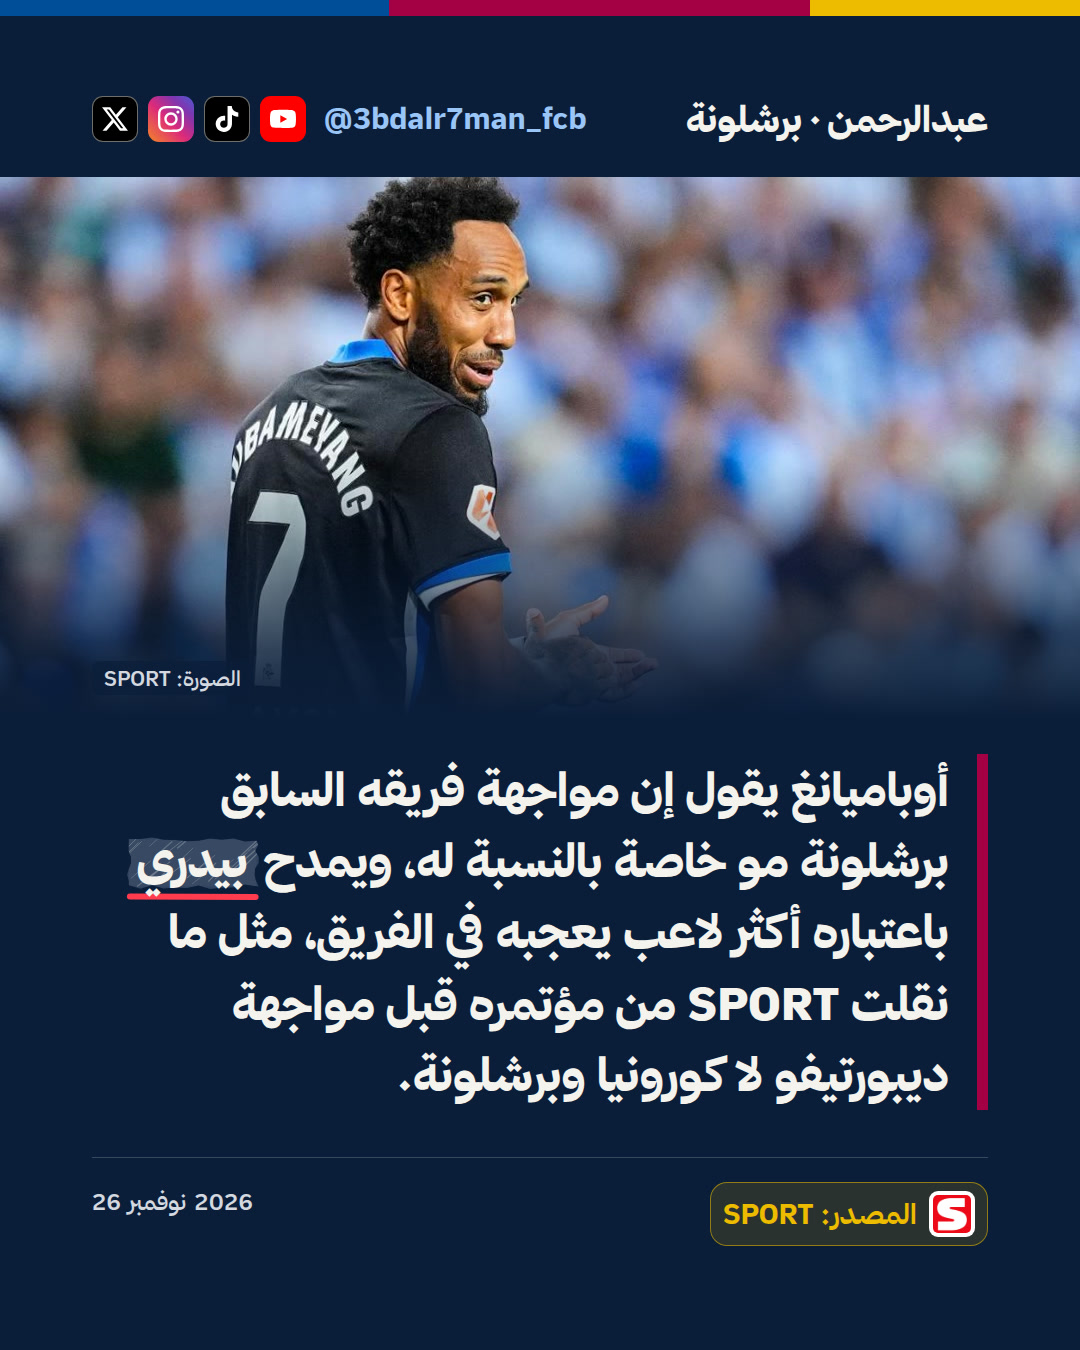 عبدالرحمن · برشلونة
@3bdalr7man_fcb
UBAMEYANG
7
الصورة: SPORT
أوباميانغ يقول إن مواجهة فريقه السابق
برشلونة مو خاصة بالنسبة له، ويمدح بيدري
باعتباره أكثر لاعب يعجبه في الفريق، مثل ما
نقلت SPORT من مؤتمره قبل مواجهة
ديبورتيفو لا كورونيا وبرشلونة.
المصدر: SPORT
26 نوفمبر 2026